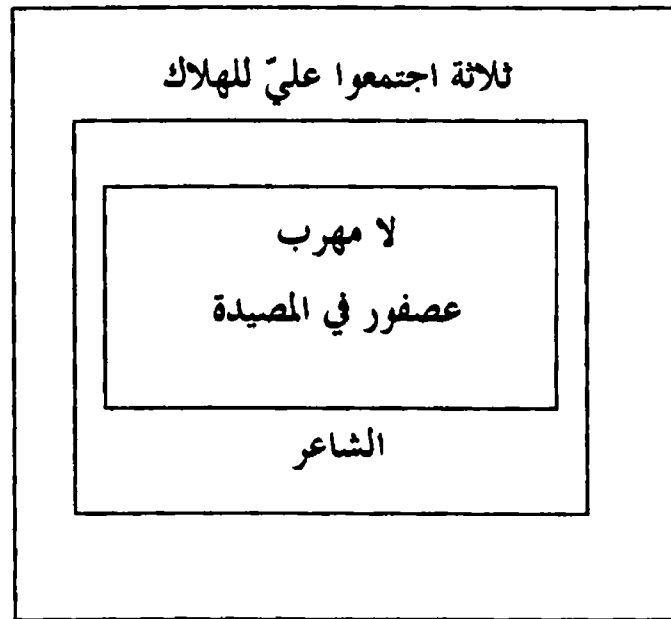 ثلاثة اجتمعوا عليّ للهلاك
لا مهرب
عصفور في المصيدة
الشاعر